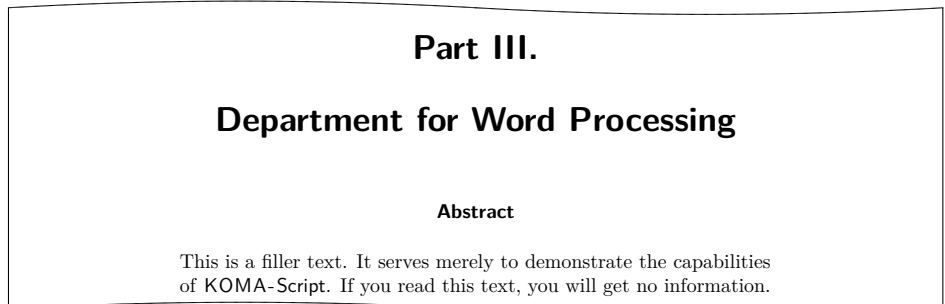 Part III.
Department for Word Processing
Abstract
This is a filler text. It serves merely to demonstrate the capabilities
of KOMA-Script. If you read this text, you will get no information.